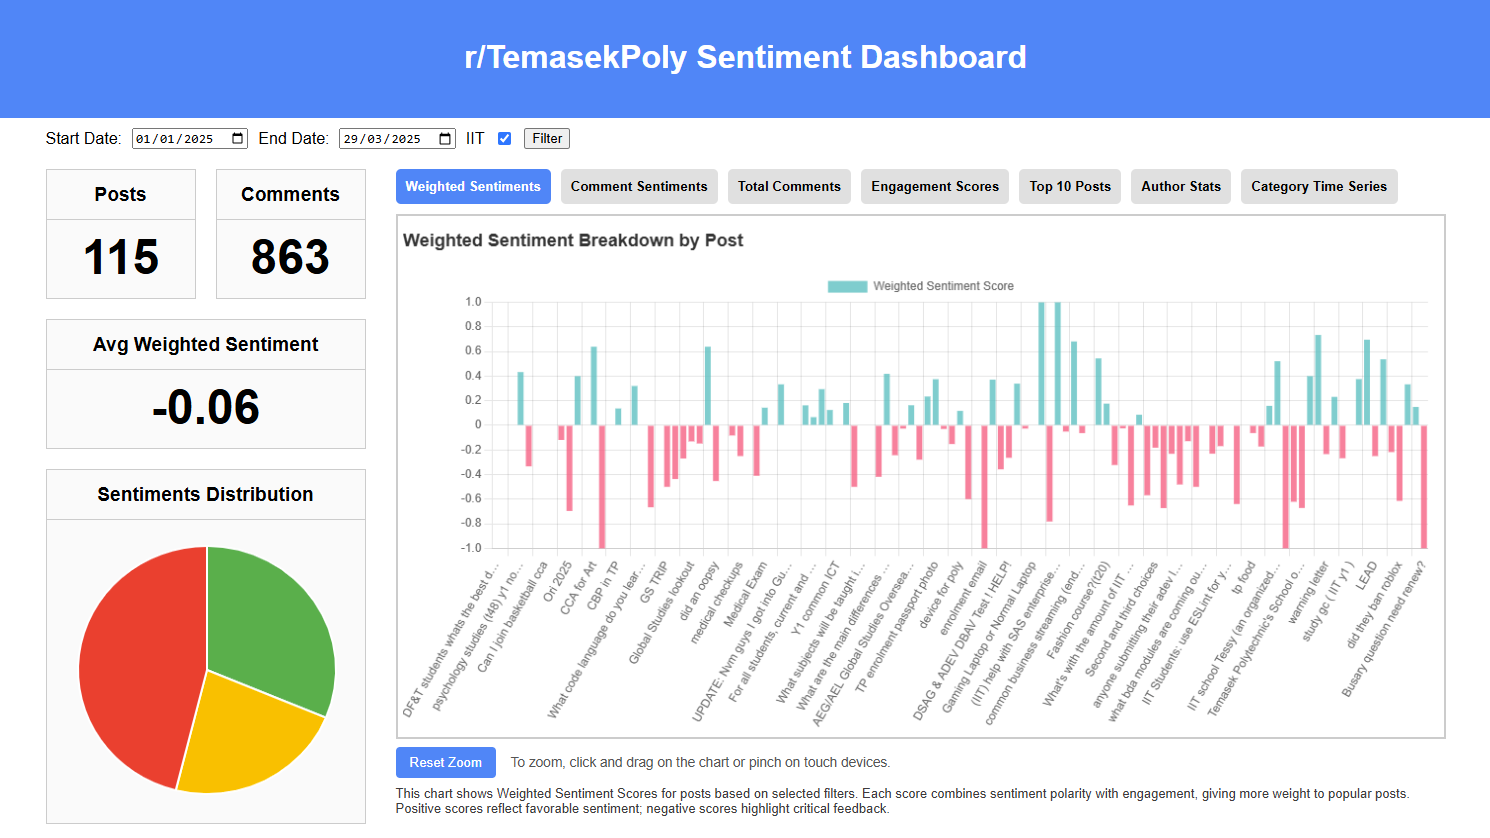 r/TemasekPoly Sentiment Dashboard
Start Date: 01/01/2025 End Date: 29/03/2025 IIT Filter
Posts
115
Comments
863
Avg Weighted Sentiment
-0.06
Sentiments Distribution
Weighted Sentiments Comment Sentiments Total Comments Engagement Scores Top 10 Posts Author Stats Category Time Series
Weighted Sentiment Breakdown by Post
Weighted Sentiment Score
1.0
0.8
0.6
0.4
0.2
0
-0.2
-0.4
-0.6
-0.8
-1.0
DF&T students whats the best d...
psychology studies (t48) y1 no...
Can I join basketball cca
Ori 2025
CCA for Art
CBP in TP
What code language do you lear...
GS TRIP
Global Studies lookout
did an oopsy
medical checkups
Medical Exam
UPDATE: Nvm guys I got into Gu...
For all students, current and ...
Y1 common ICT
What subjects will be taught i...
What are the main differences ...
AEG/AEL Global Studies Oversea...
TP enrolment passport photo
device for poly
enrolment email
DSAG & ADEV DBAV Test ! HELP!
Gaming Laptop or Normal Laptop
(IIT) help with SAS enterprise...
common business streaming (end...
Fashion course?(t20)
What's with the amount of IIT ...
Second and third choices
anyone submitting their adev l...
what bda modules are coming ou...
IIT Students: use ESLint for y...
tp food
IIT school Tessy (an organized...
Temasek Polytechnic's School o...
warning letter
study gc ( IIT y1 )
LEAD
did they ban roblox
Busary question need renew?
Reset Zoom To zoom, click and drag on the chart or pinch on touch devices.
This chart shows Weighted Sentiment Scores for posts based on selected filters. Each score combines sentiment polarity with engagement, giving more weight to popular posts.
Positive scores reflect favorable sentiment; negative scores highlight critical feedback.